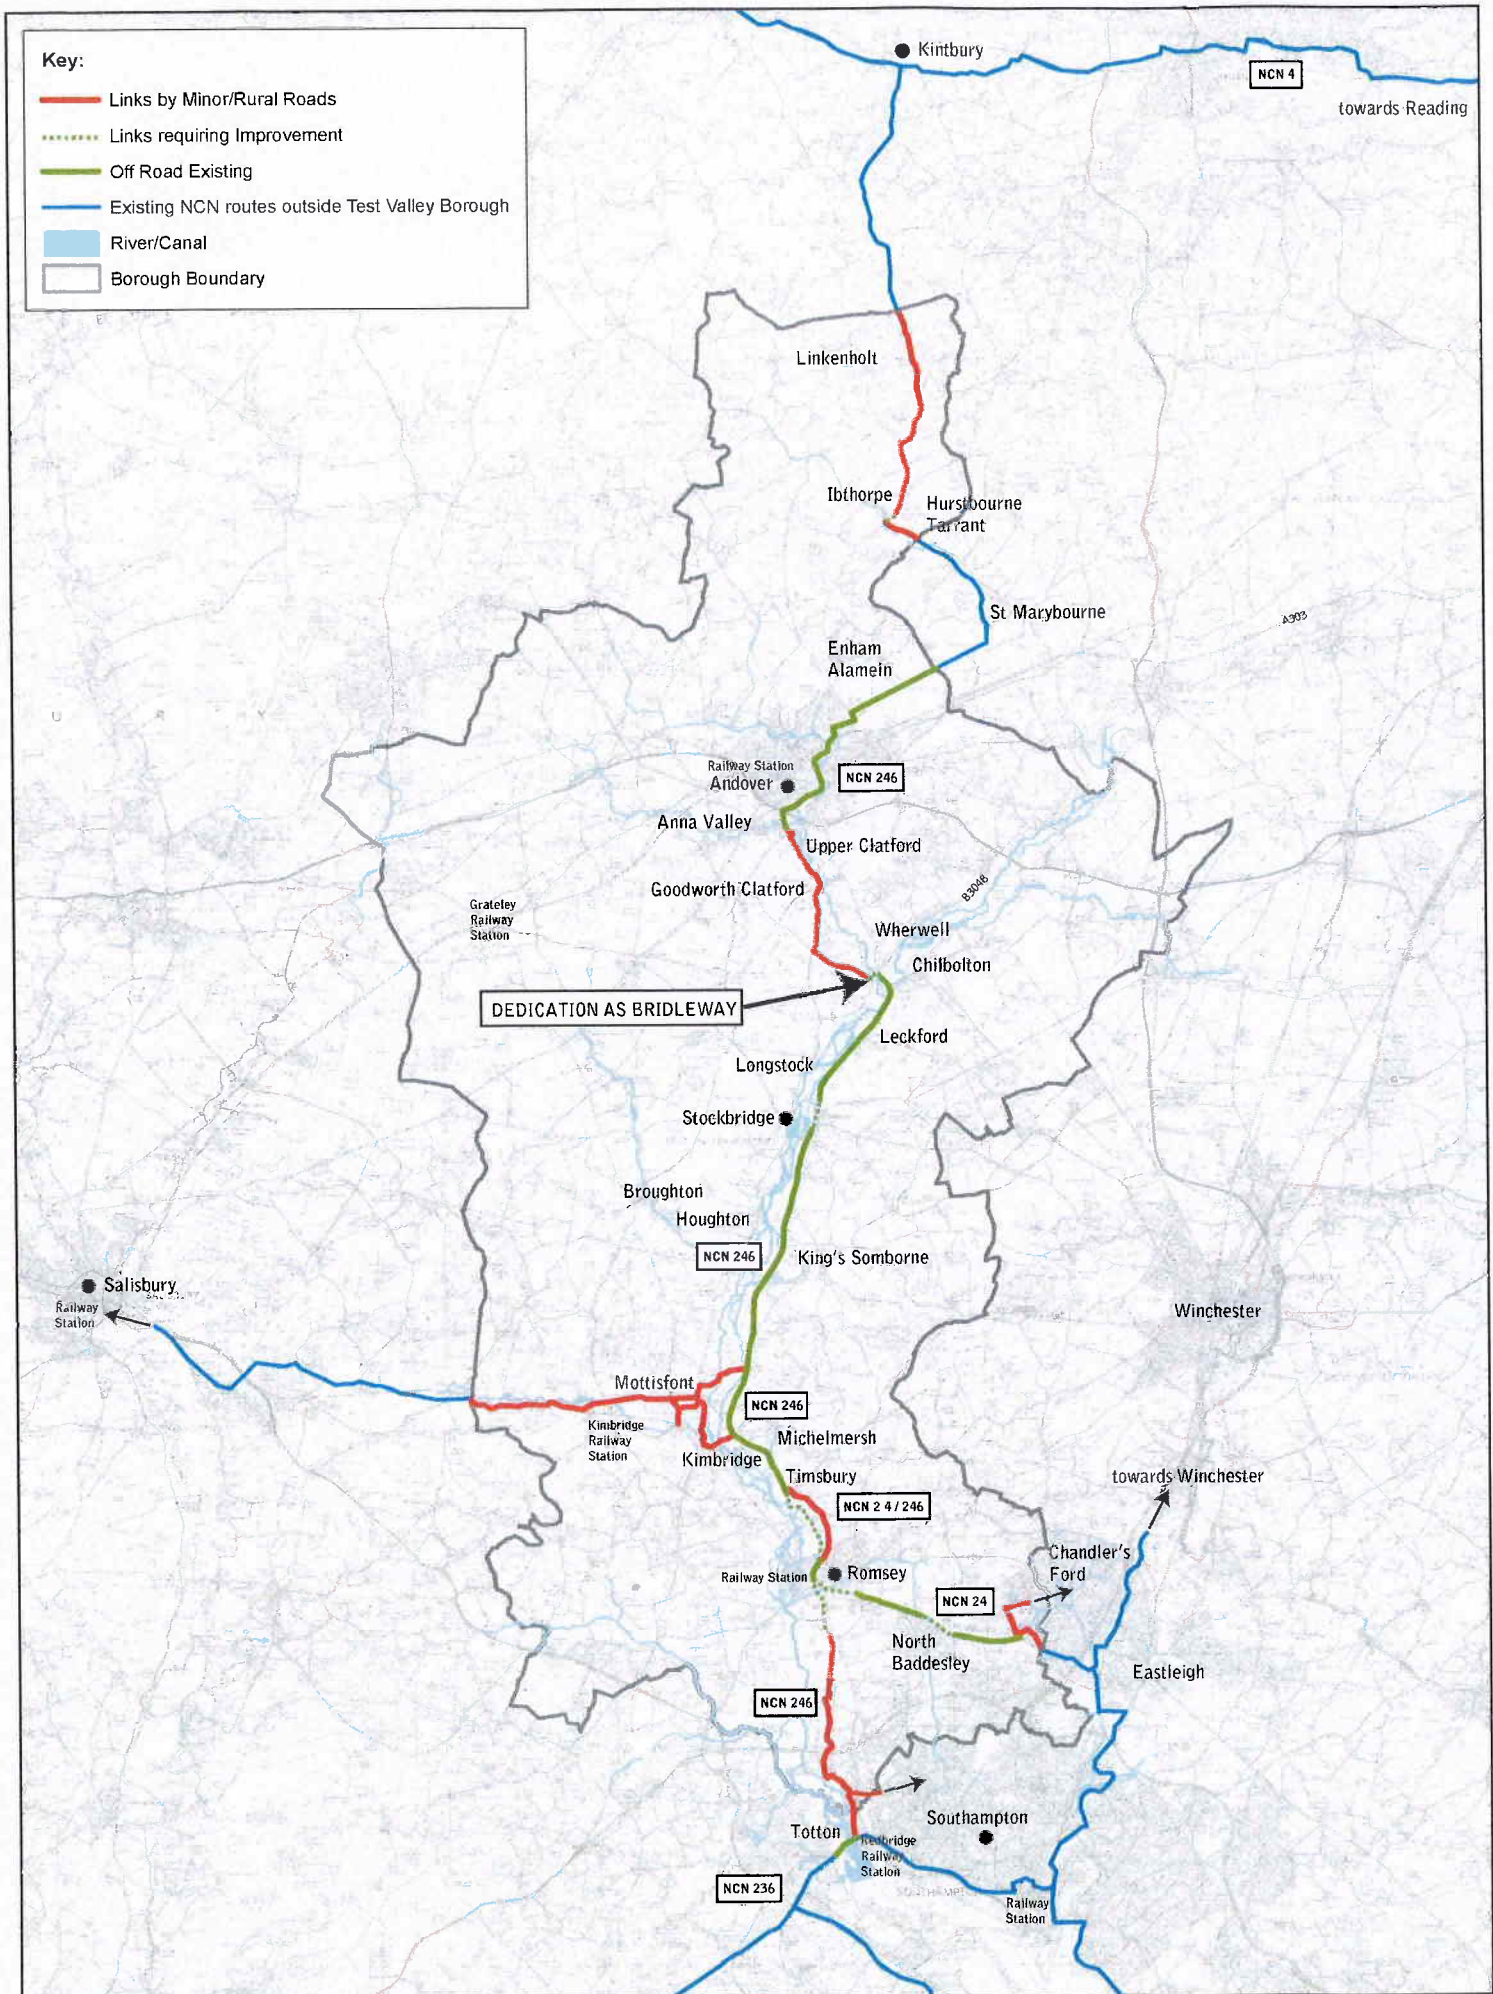 Key:
Links by Minor/Rural Roads
Links requiring Improvement
Off Road Existing
Existing NCN routes outside Test Valley Borough
River/Canal
Borough Boundary
Kintbury
NCN 4
towards Reading
Linkenholt
Ibthorpe
Hurstbourne
Tarrant
St Marybourne
A303
Enham
Alamein
Railway Station
Andover
NCN 246
Anna Valley
Upper Clatford
Goodworth Clatford
B3048
Grateley
Railway
Station
Wherwell
Chilbolton
DEDICATION AS BRIDLEWAY
Leckford
Longstock
Stockbridge
Broughton
Houghton
NCN 246
King's Somborne
Salisbury
Railway
Station
Winchester
Mottisfont
NCN 246
Kimbridge
Railway
Station
Michelmersh
Kimbridge
Timsbury
towards Winchester
NCN 2 4 / 246
Chandler's
Ford
Railway Station
Romsey
NCN 24
North
Baddesley
Eastleigh
NCN 246
Southampton
Totton
Redbridge
Railway
Station
NCN 236
Railway
Station